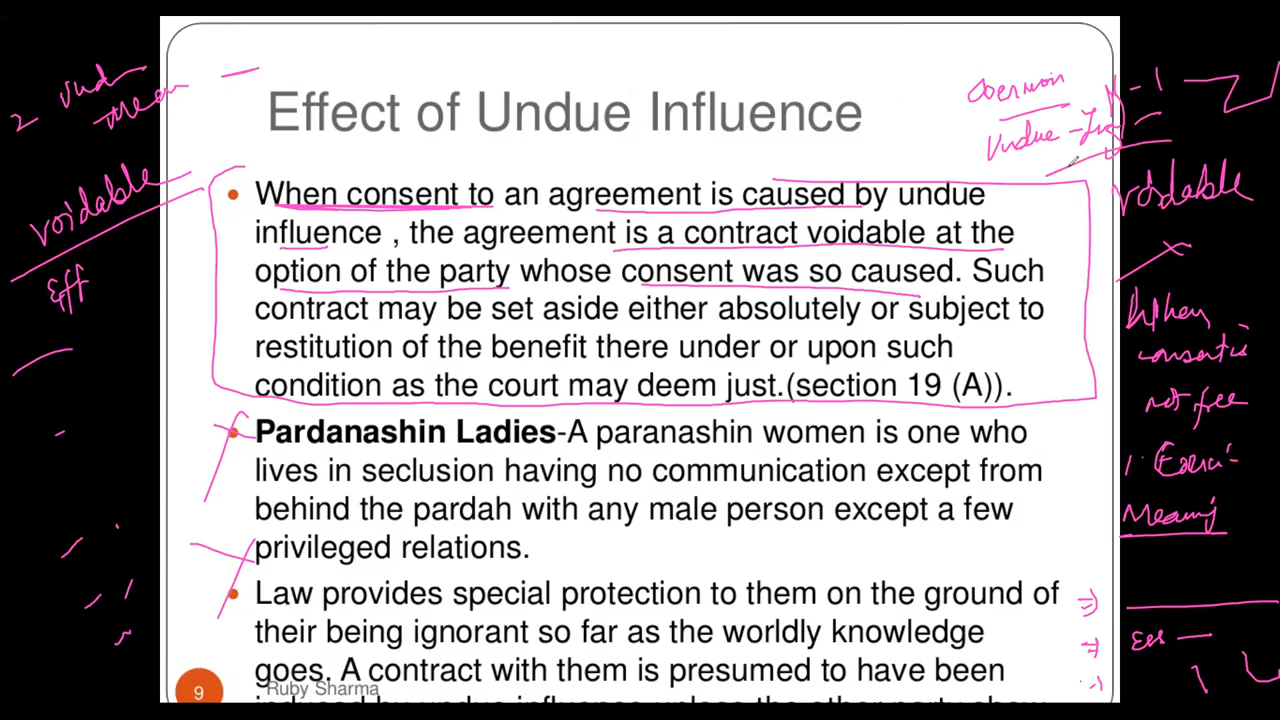 Effect of Undue Influence
When consent to an agreement is caused by undue
influence , the agreement is a contract voidable at the
option of the party whose consent was so caused. Such
contract may be set aside either absolutely or subject to
restitution of the benefit there under or upon such
condition as the court may deem just.(section 19 (A)).
Pardanashin Ladies-A paranashin women is one who
lives in seclusion having no communication except from
behind the pardah with any male person except a few
privileged relations.
Law provides special protection to them on the ground of
their being ignorant so far as the worldly knowledge
goes. A contract with them is presumed to have been
9
Ruby Sharma
2
voidable
Eff
Undue
voidable
When
consent is
not free
1.
Meaning